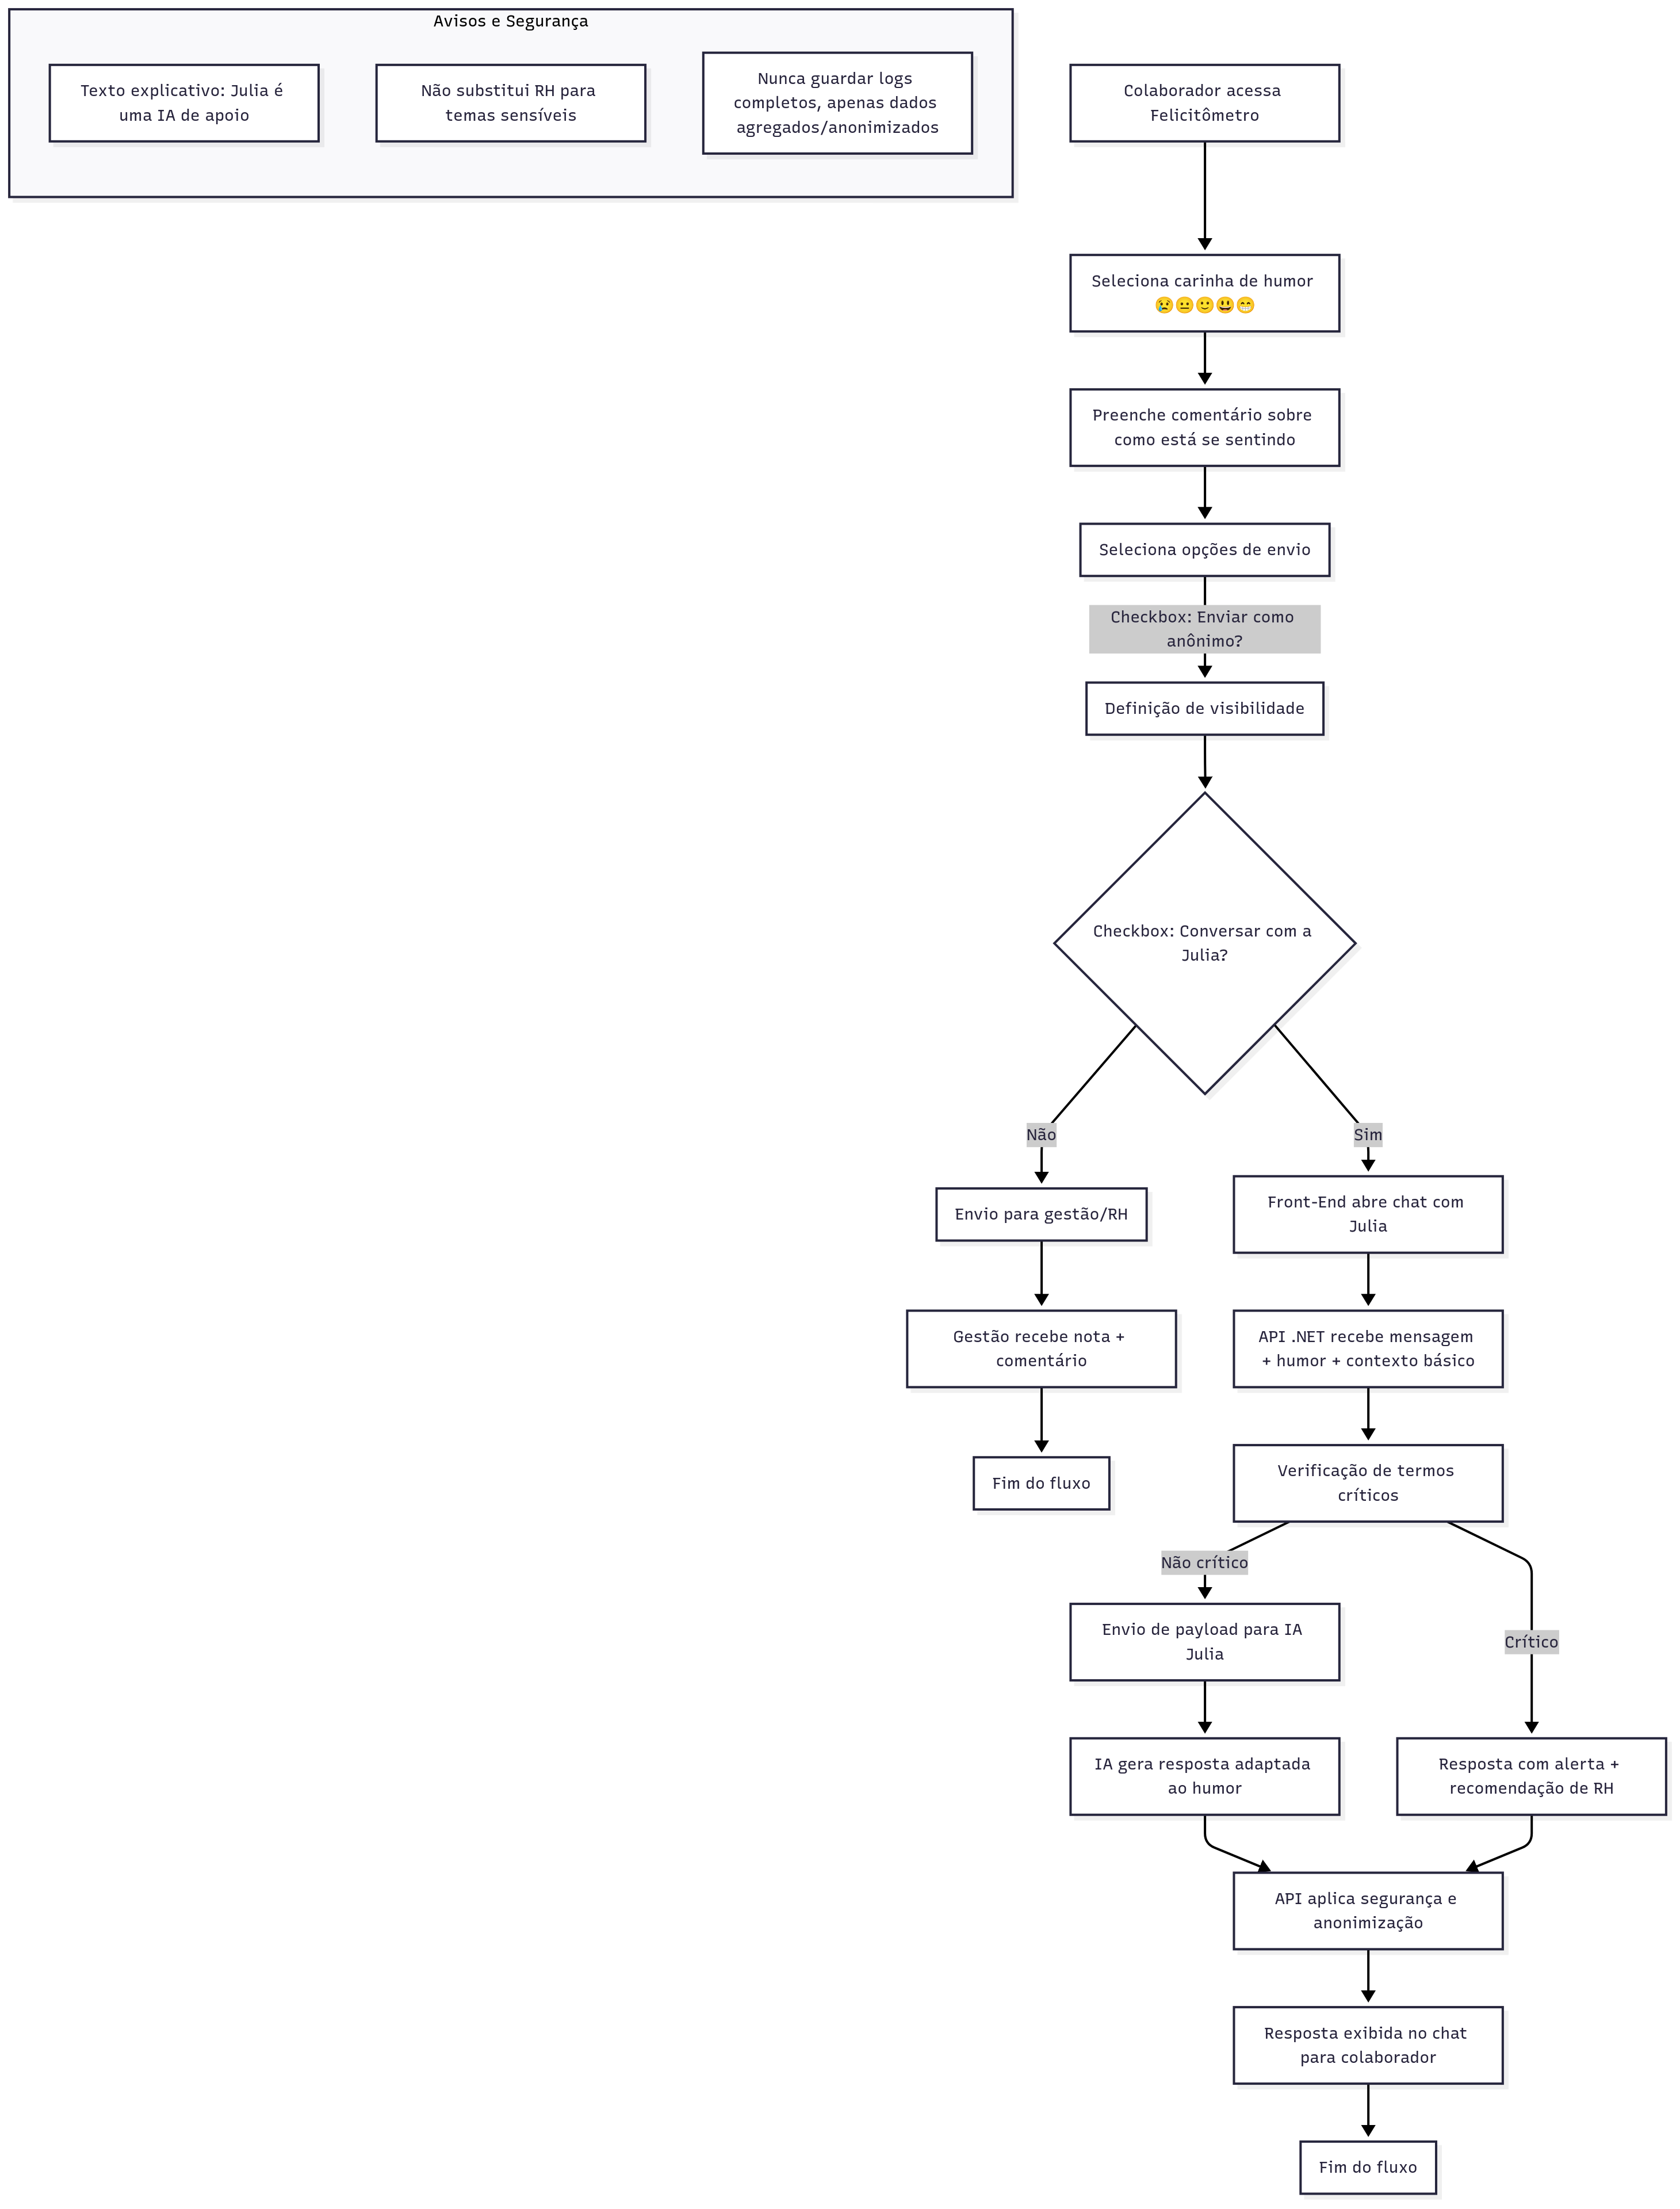 Avisos e Segurança
Texto explicativo: Julia é
uma IA de apoio
Não substitui RH para
temas sensíveis
Nunca guardar logs
completos, apenas dados
agregados/anonimizados
Colaborador acessa
Felicitômetro
Seleciona carinha de humor
😢😐🙂😃😁
Preenche comentário sobre
como está se sentindo
Seleciona opções de envio
Checkbox: Enviar como
anônimo?
Definição de visibilidade
Checkbox: Conversar com a
Julia?
Não
Sim
Envio para gestão/RH
Front-End abre chat com
Julia
Gestão recebe nota +
comentário
API .NET recebe mensagem
+ humor + contexto básico
Fim do fluxo
Verificação de termos
críticos
Não crítico
Crítico
Envio de payload para IA
Julia
IA gera resposta adaptada
ao humor
Resposta com alerta +
recomendação de RH
API aplica segurança e
anonimização
Resposta exibida no chat
para colaborador
Fim do fluxo